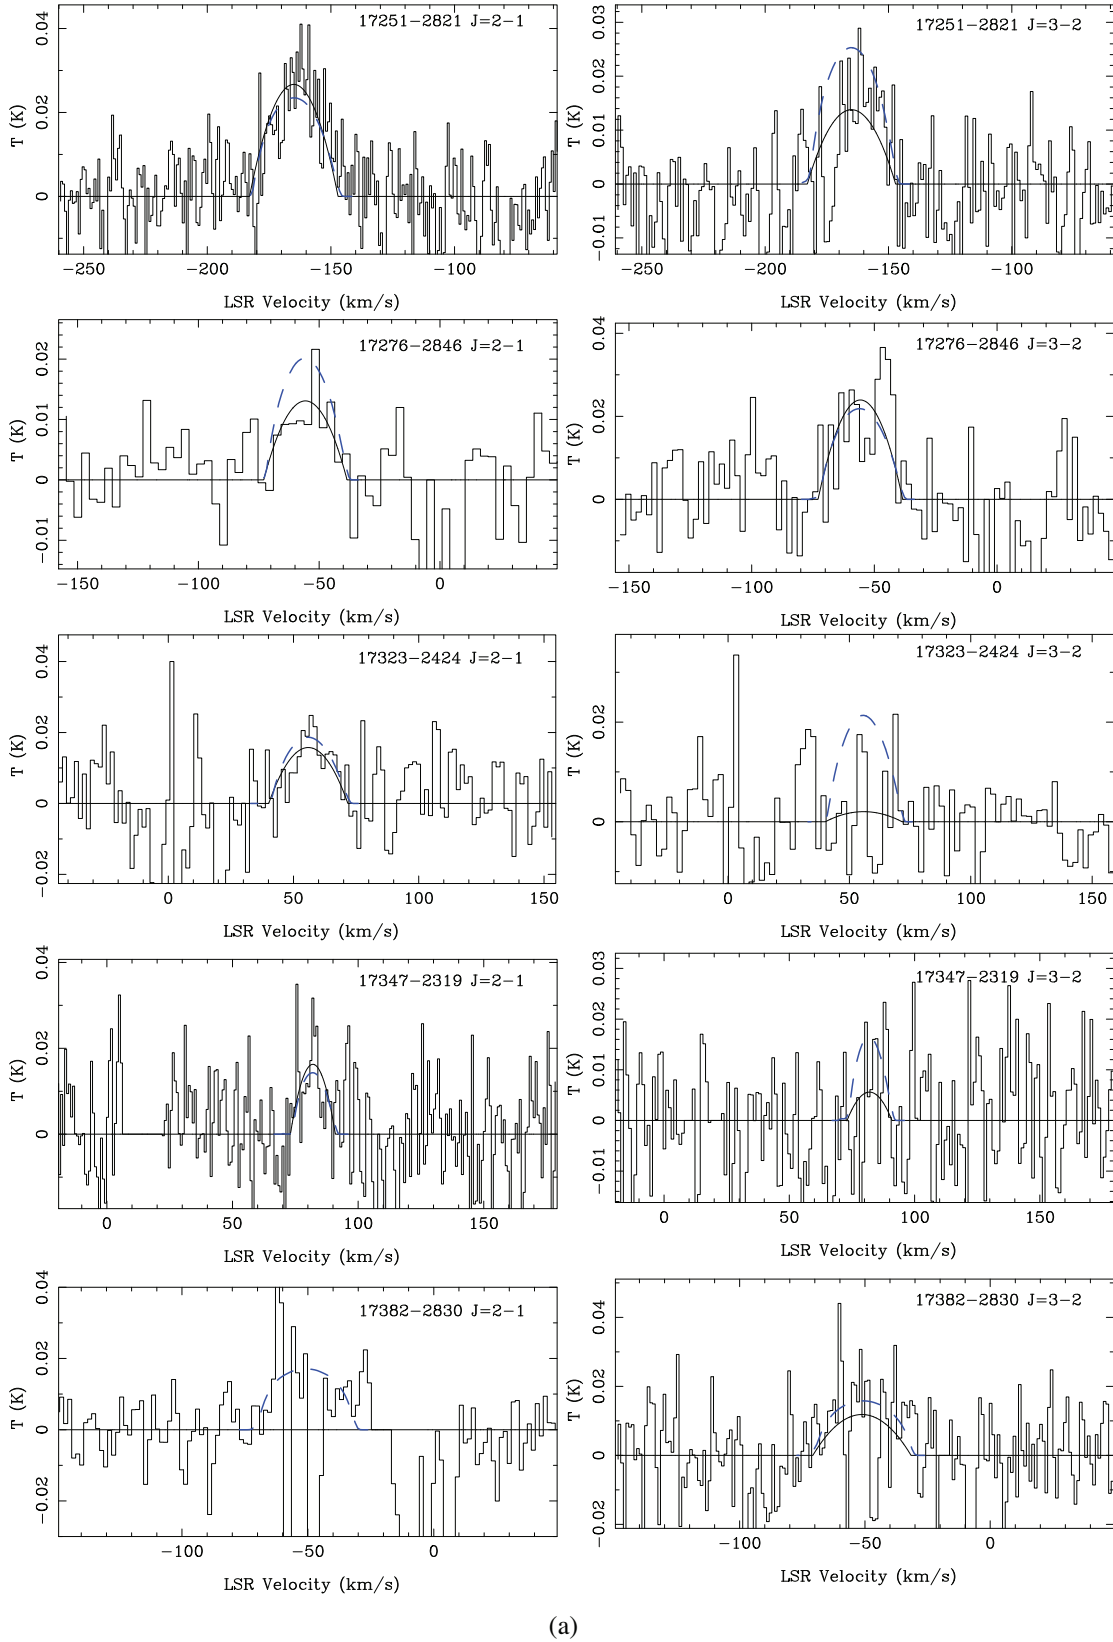 17251−2821 J=2−1
T (K)
0.04
0.02
0
−250 −200 −150 −100
LSR Velocity (km/s)
17251−2821 J=3−2
T (K)
0.03
0.02
0.01
0
−0.01
−250 −200 −150 −100
LSR Velocity (km/s)
17276−2846 J=2−1
T (K)
0.02
0.01
0
−0.01
−150 −100 −50 0
LSR Velocity (km/s)
17276−2846 J=3−2
T (K)
0.04
0.02
0
−150 −100 −50 0
LSR Velocity (km/s)
17323−2424 J=2−1
T (K)
0.04
0.02
0
−0.02
0 50 100 150
LSR Velocity (km/s)
17323−2424 J=3−2
T (K)
0.02
0
0 50 100 150
LSR Velocity (km/s)
17347−2319 J=2−1
T (K)
0.04
0.02
0
0 50 100 150
LSR Velocity (km/s)
17347−2319 J=3−2
T (K)
0.03
0.02
0.01
0
−0.01
0 50 100 150
LSR Velocity (km/s)
17382−2830 J=2−1
T (K)
0.04
0.02
0
−0.02
−100 −50 0
LSR Velocity (km/s)
17382−2830 J=3−2
T (K)
0.04
0.02
0
−0.02
−100 −50 0
LSR Velocity (km/s)
(a)